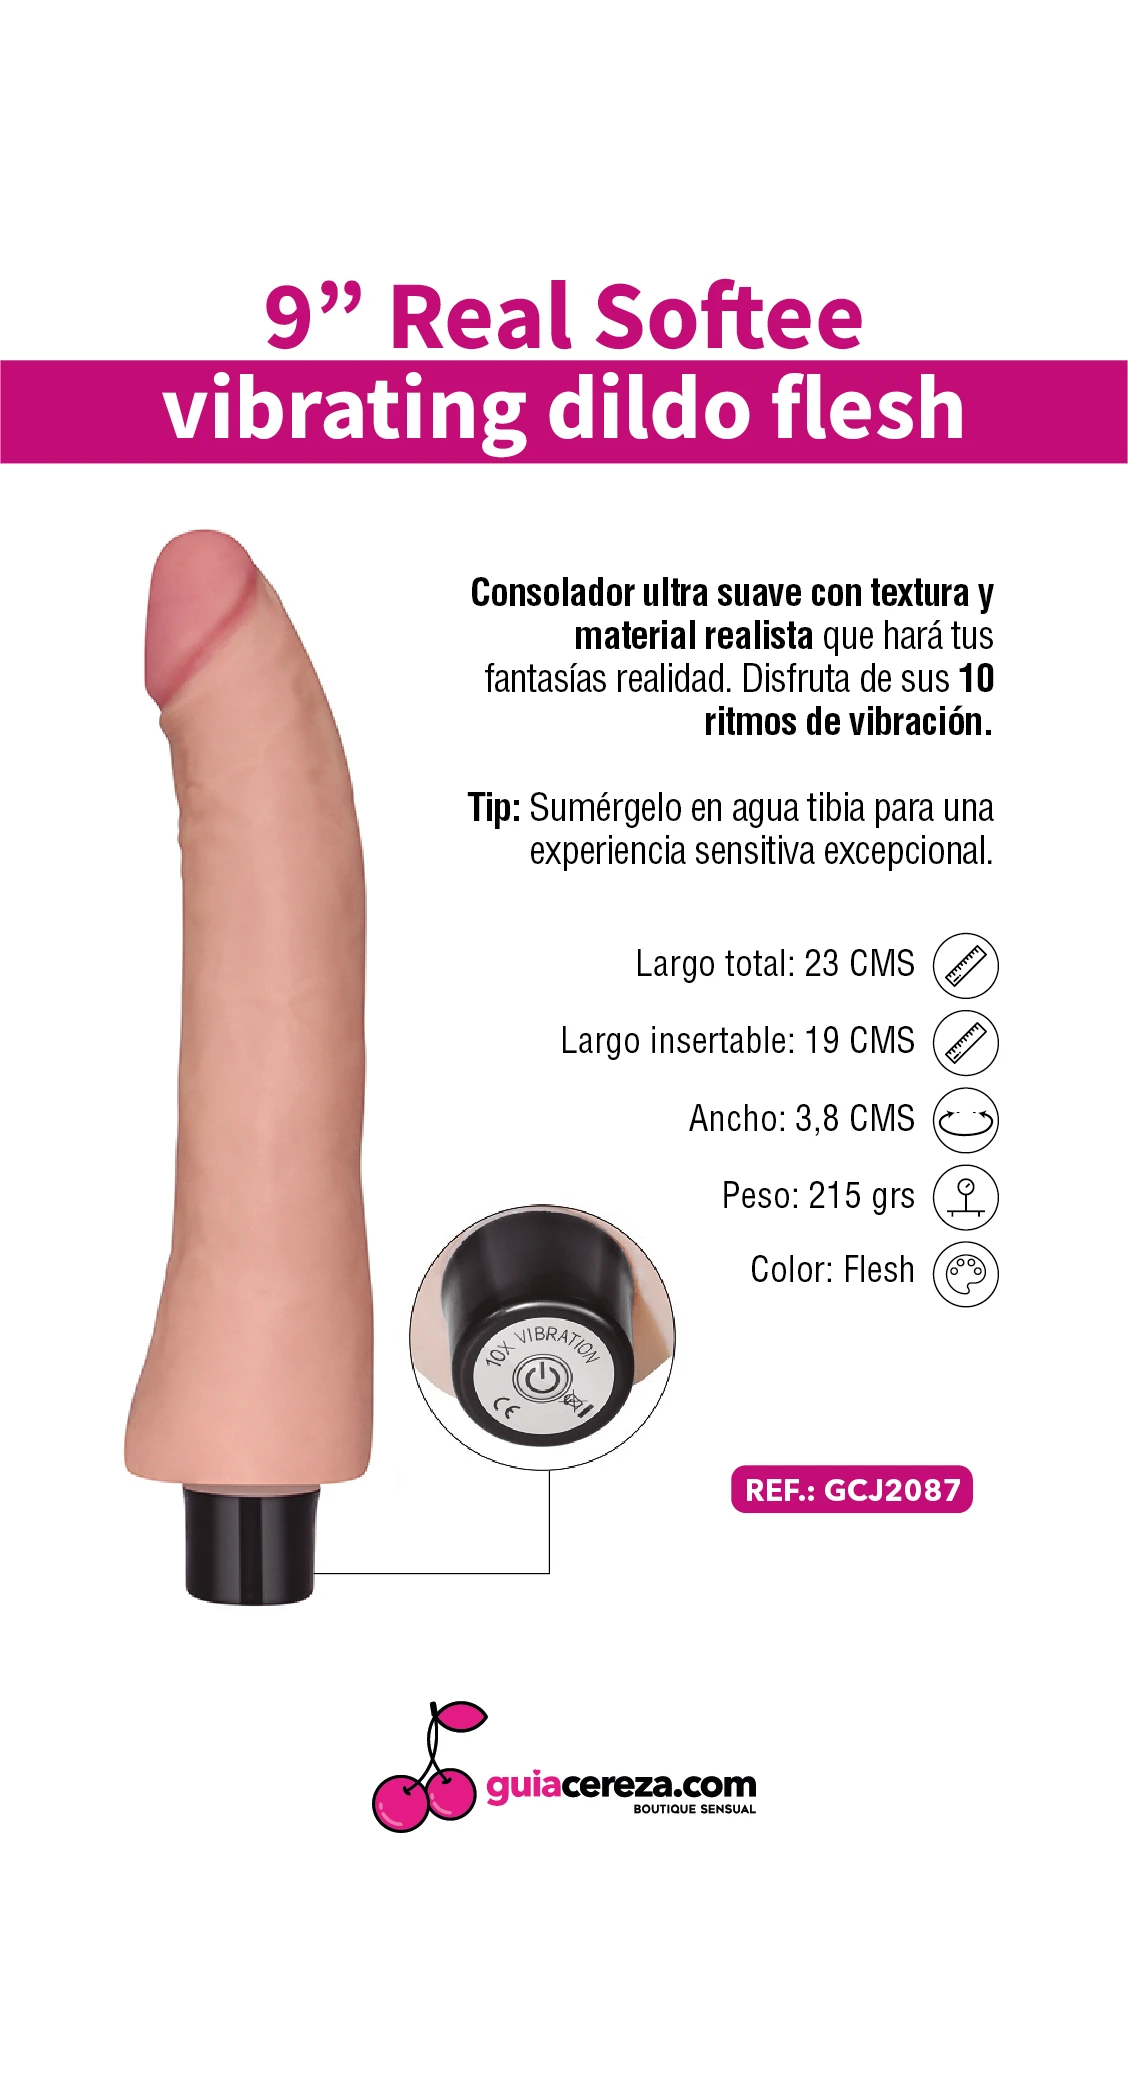 9” Real Softee
vibrating dildo flesh
Consolador ultra suave con textura y
material realista que hará tus
fantasías realidad. Disfruta de sus 10
ritmos de vibración.
Tip: Sumérgelo en agua tibia para una
experiencia sensitiva excepcional.
Largo total: 23 CMS
Largo insertable: 19 CMS
Ancho: 3,8 CMS
Peso: 215 grs
Color: Flesh
10X VIBRATION
CE
REF.: GCJ2087
guiacereza.com
BOUTIQUE SENSUAL